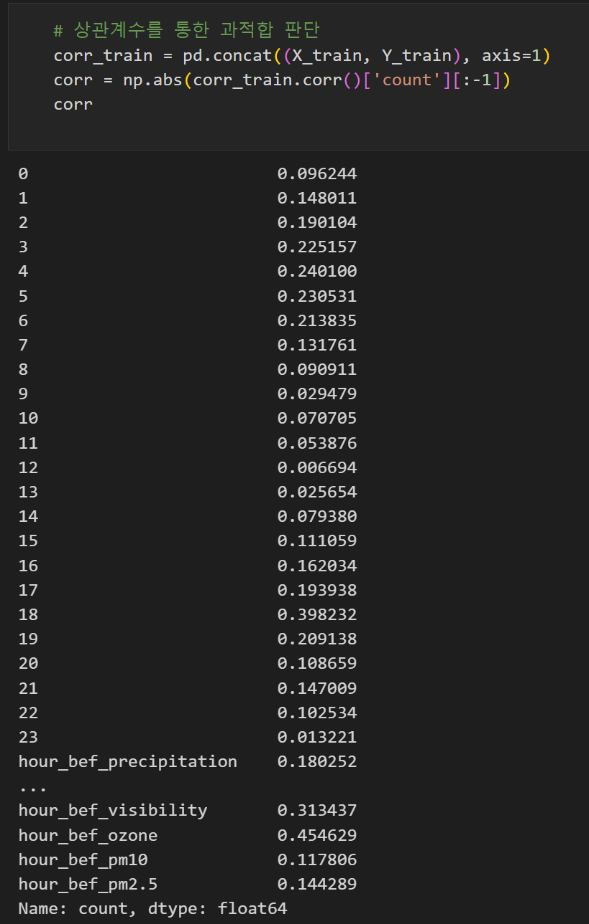 # 상관계수를 통한 과적합 판단
corr_train = pd.concat((X_train, Y_train), axis=1)
corr = np.abs(corr_train.corr()['count'][:-1])
corr
0 0.096244
1 0.148011
2 0.190104
3 0.225157
4 0.240100
5 0.230531
6 0.213835
7 0.131761
8 0.090911
9 0.029479
10 0.070705
11 0.053876
12 0.006694
13 0.025654
14 0.079380
15 0.111059
16 0.162034
17 0.193938
18 0.398232
19 0.209138
20 0.108659
21 0.147009
22 0.102534
23 0.013221
hour_bef_precipitation 0.180252
...
hour_bef_visibility 0.313437
hour_bef_ozone 0.454629
hour_bef_pm10 0.117806
hour_bef_pm2.5 0.144289
Name: count, dtype: float64